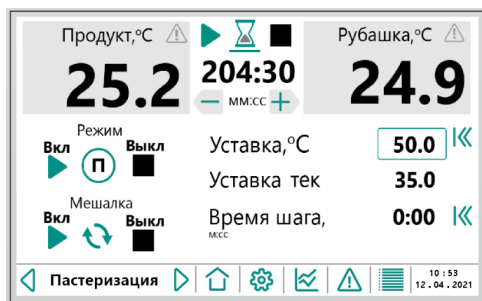 Продукт,°C
Рубашка,°C
25.2
204:30
24.9
мм:сс
Режим
Вкл
Выкл
П
Уставка,°C
50.0
Уставка тек
35.0
Мешалка
Вкл
Выкл
Время шага,
0:00
м:сс
Пастеризация
10:53
12.04.2021